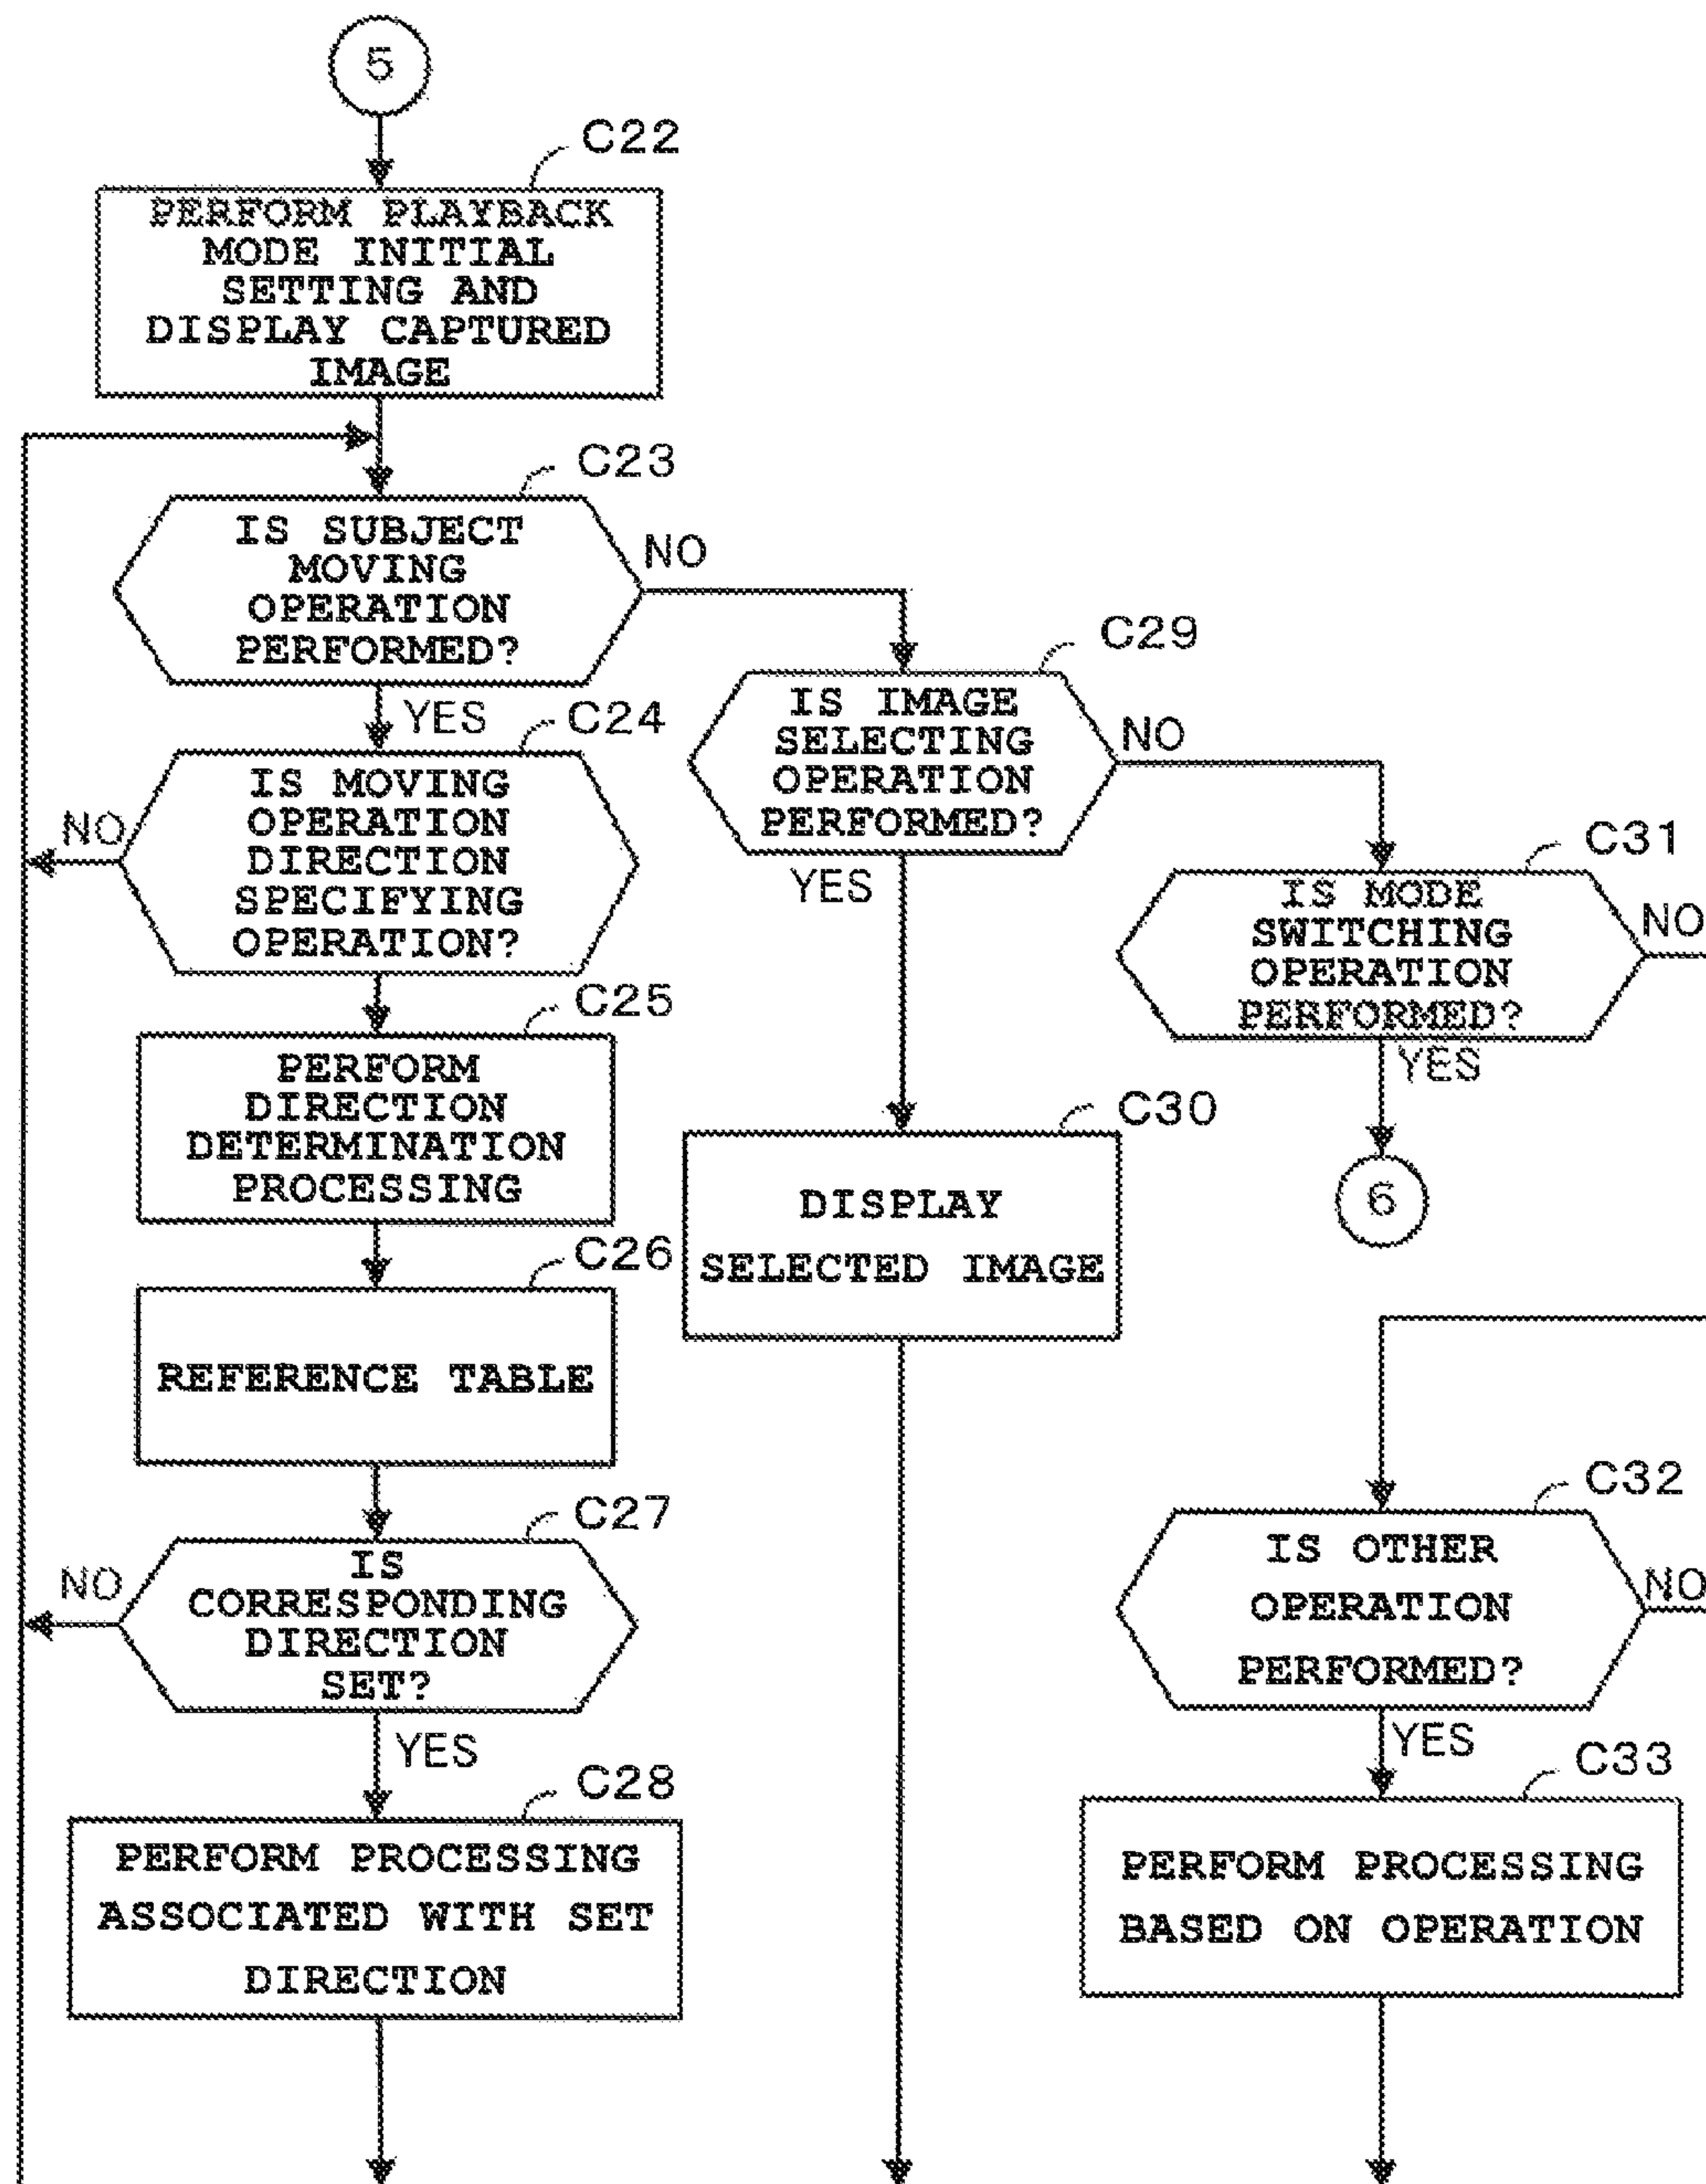 5
C22
PERFORM PLAYBACK
MODE INITIAL
SETTING AND
DISPLAY CAPTURED
IMAGE
C23
IS SUBJECT
MOVING
OPERATION
PERFORMED?
NO
YES
C24
IS MOVING
OPERATION
DIRECTION
SPECIFYING
OPERATION?
NO
C25
PERFORM
DIRECTION
DETERMINATION
PROCESSING
C26
REFERENCE TABLE
C27
IS
CORRESPONDING
DIRECTION
SET?
NO
YES
C28
PERFORM PROCESSING
ASSOCIATED WITH SET
DIRECTION
C29
IS IMAGE
SELECTING
OPERATION
PERFORMED?
NO
YES
C30
DISPLAY
SELECTED IMAGE
C31
IS MODE
SWITCHING
OPERATION
PERFORMED?
NO
YES
6
C32
IS OTHER
OPERATION
PERFORMED?
NO
YES
C33
PERFORM PROCESSING
BASED ON OPERATION